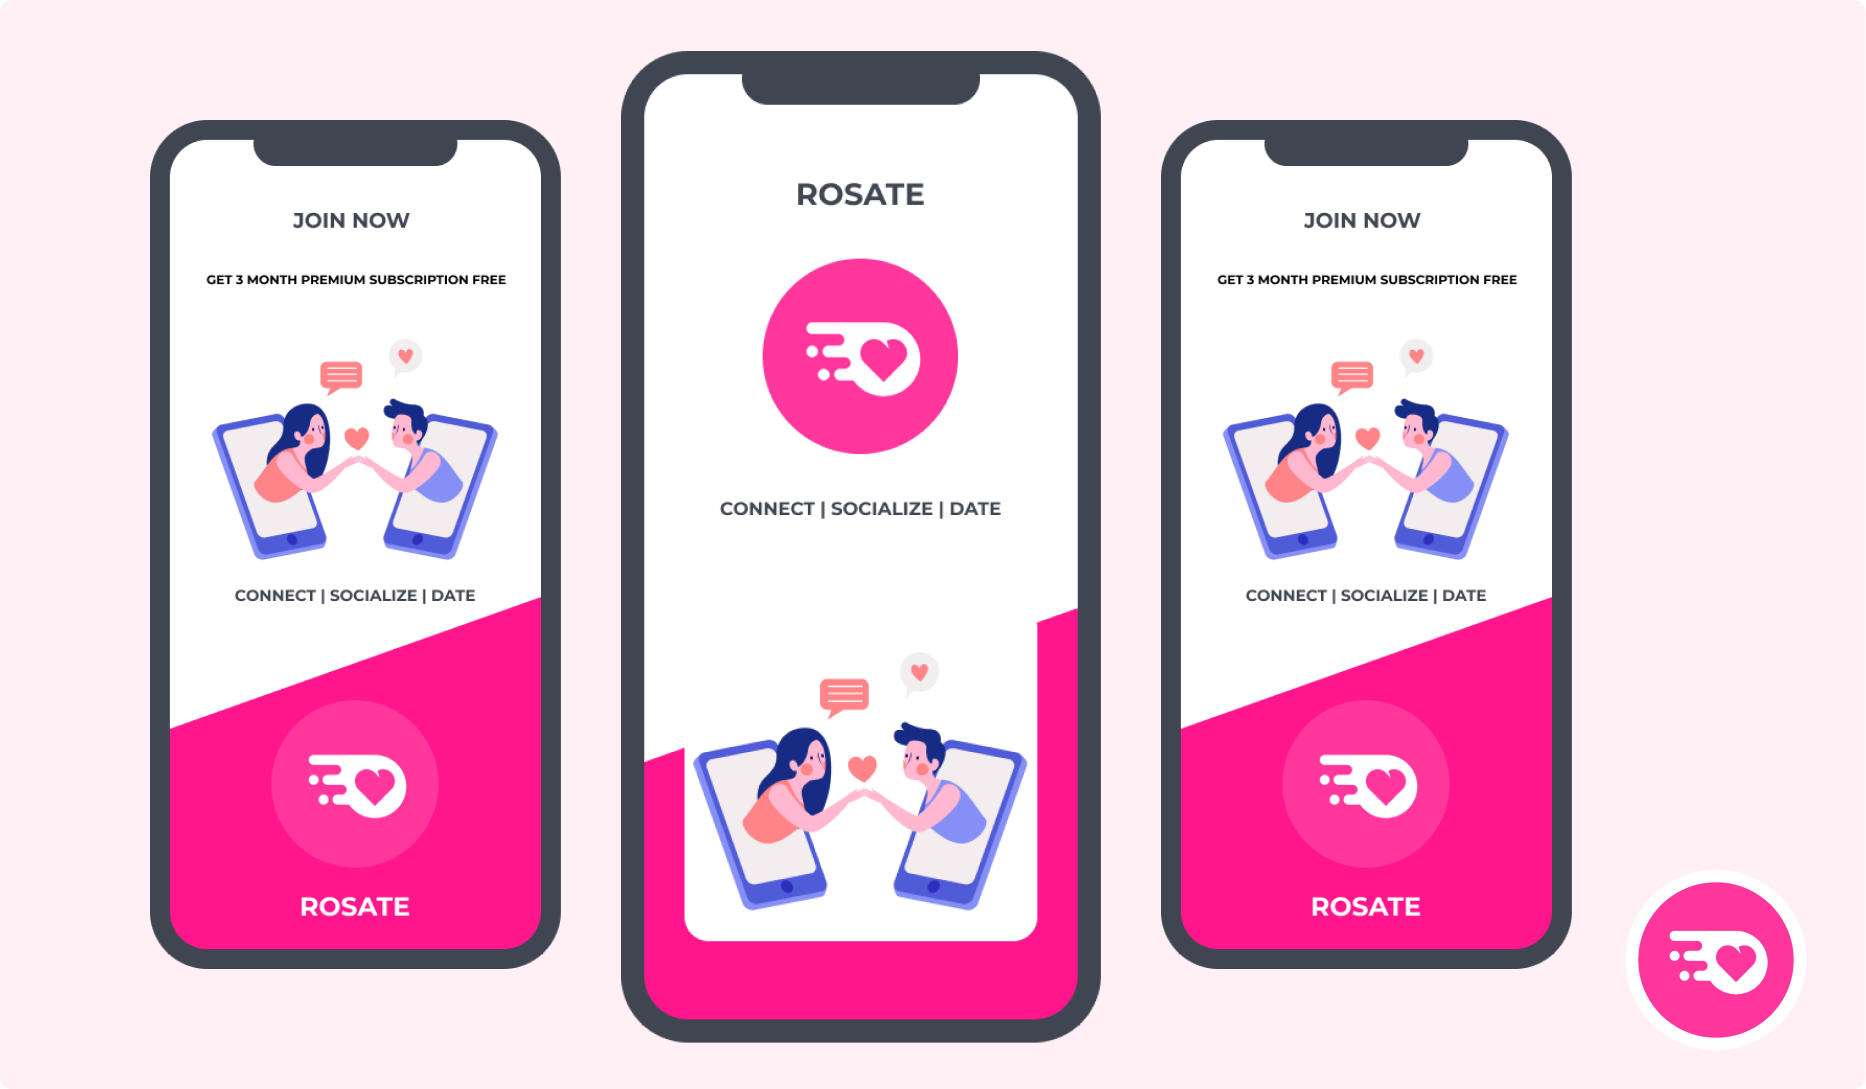 JOIN NOW
GET 3 MONTH PREMIUM SUBSCRIPTION FREE
CONNECT | SOCIALIZE | DATE
ROSATE
ROSATE
CONNECT | SOCIALIZE | DATE
JOIN NOW
GET 3 MONTH PREMIUM SUBSCRIPTION FREE
CONNECT | SOCIALIZE | DATE
ROSATE